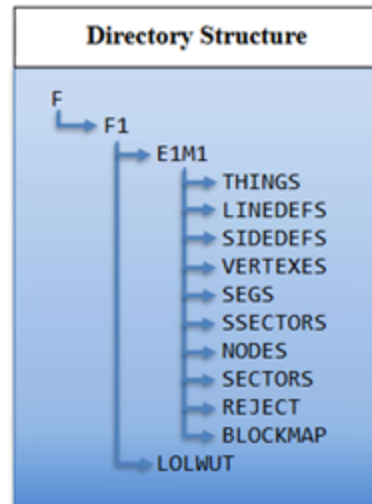 Directory Structure
F
F1
E1M1
THINGS
LINEDEFS
SIDEDEFS
VERTEXES
SEGS
SSECTORS
NODES
SECTORS
REJECT
BLOCKMAP
LOLWUT